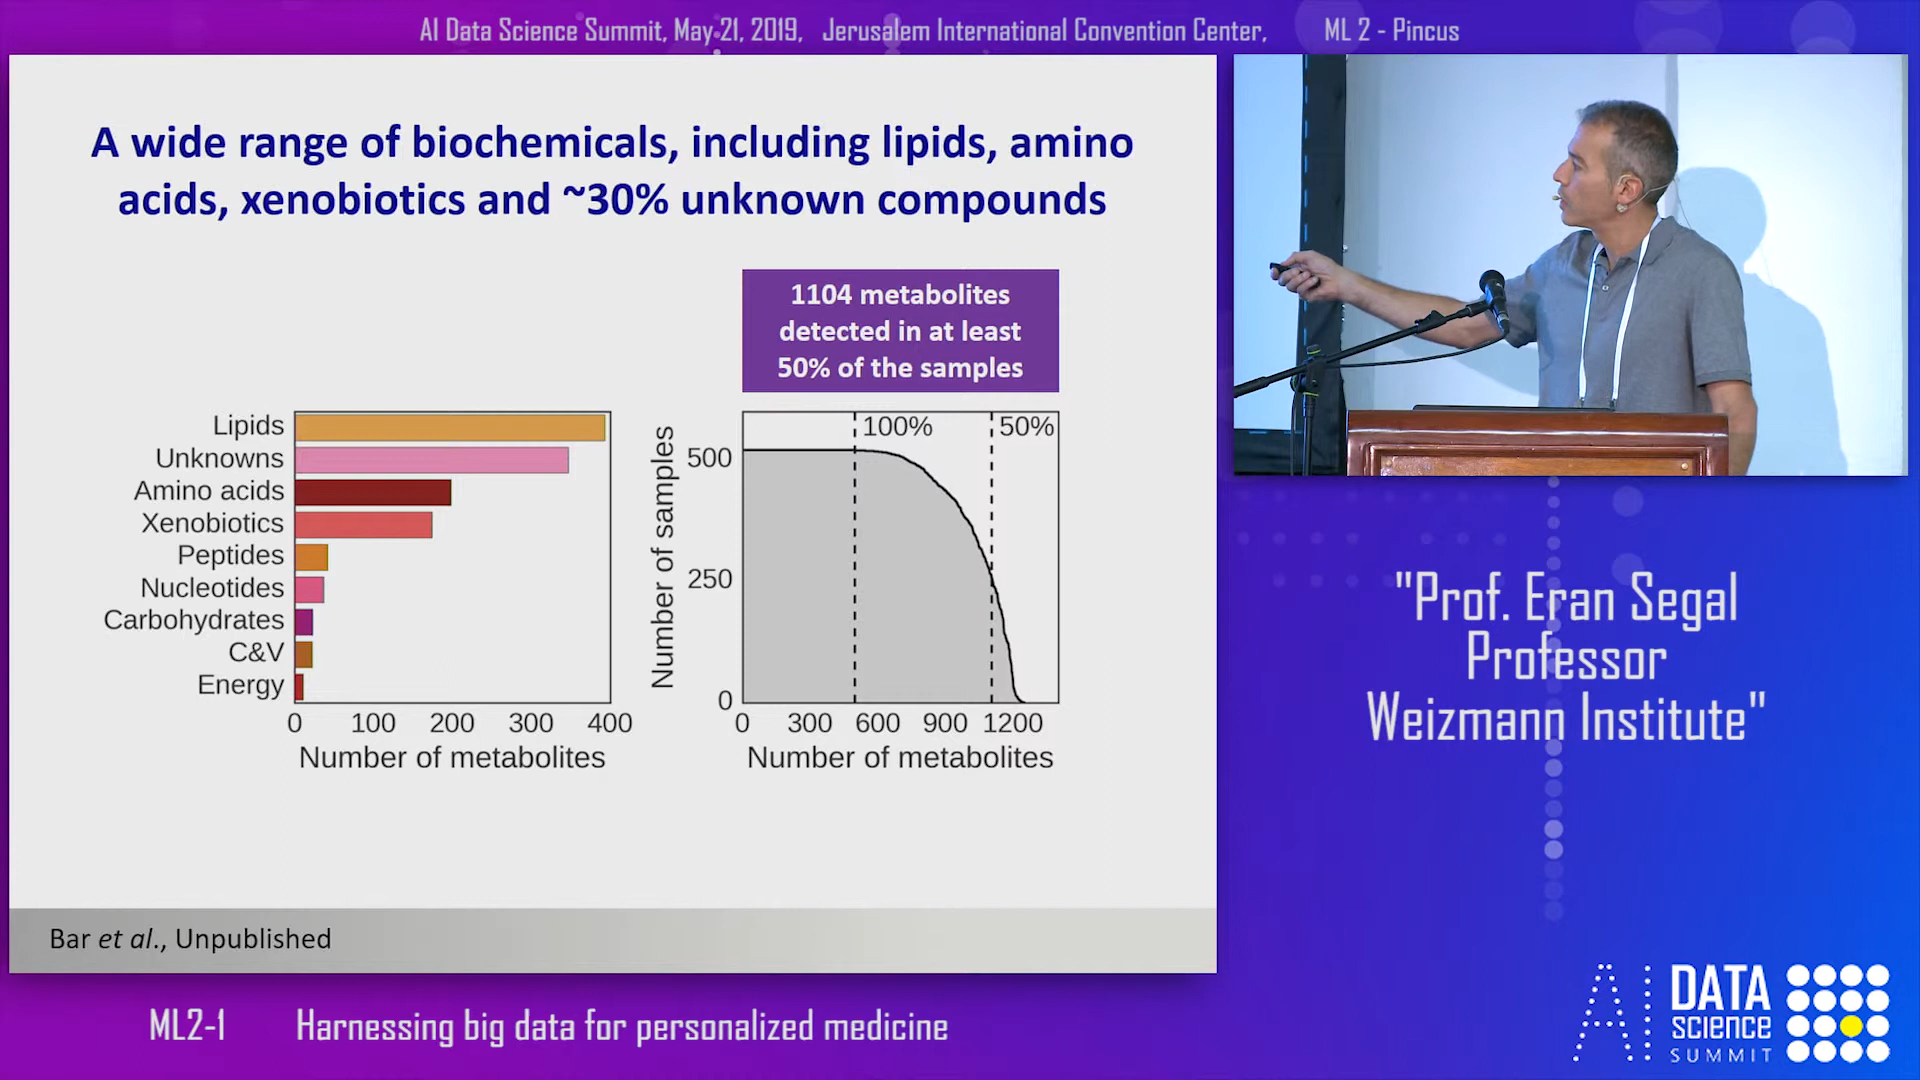 AI Data Science Summit, May 21, 2019, Jerusalem International Convention Center, ML 2 - Pincus
A wide range of biochemicals, including lipids, amino
acids, xenobiotics and ~30% unknown compounds
1104 metabolites
detected in at least
50% of the samples
Lipids
Unknowns
Amino acids
Xenobiotics
Peptides
Nucleotides
Carbohydrates
C&V
Energy
0 100 200 300 400
Number of metabolites
Number of samples
500
250
0
100% 50%
0 300 600 900 1200
Number of metabolites
Bar et al., Unpublished
"Prof. Eran Segal
Professor
Weizmann Institute"
ML2-1 Harnessing big data for personalized medicine
AI
DATA
SCIENCE
SUMMIT